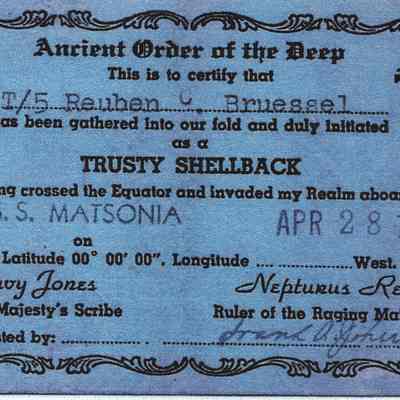 Ancient Order of the Deep
This is to certify that
T/5 Reuben C. Bruessel
as been gathered into our fold and duly initiated
as a
TRUSTY SHELLBACK
ng crossed the Equator and invaded my Realm aboa
S. S. MATSONIA APR 28
on
Latitude 00° 00' 00". Longitude West.
vy Jones Neptunus Re
Majesty's Scribe Ruler of the Raging Ma
sted by: